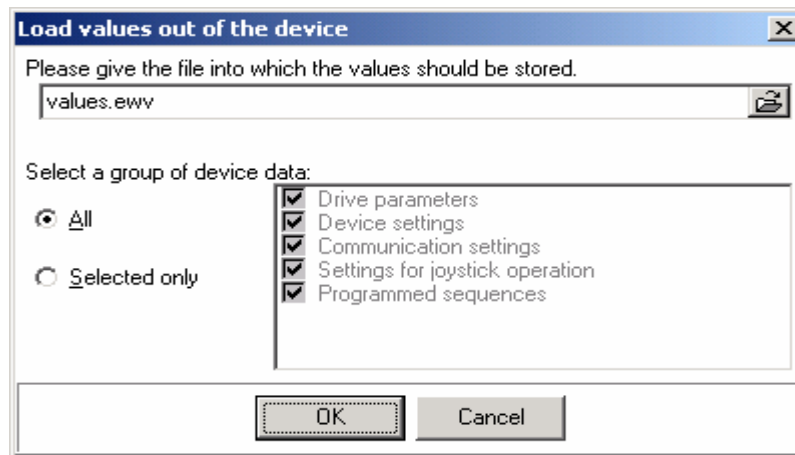 Load values out of the device
Please give the file into which the values should be stored.
values.ewv
Select a group of device data:
All
Selected only
Drive parameters
Device settings
Communication settings
Settings for joystick operation
Programmed sequences
OK
Cancel